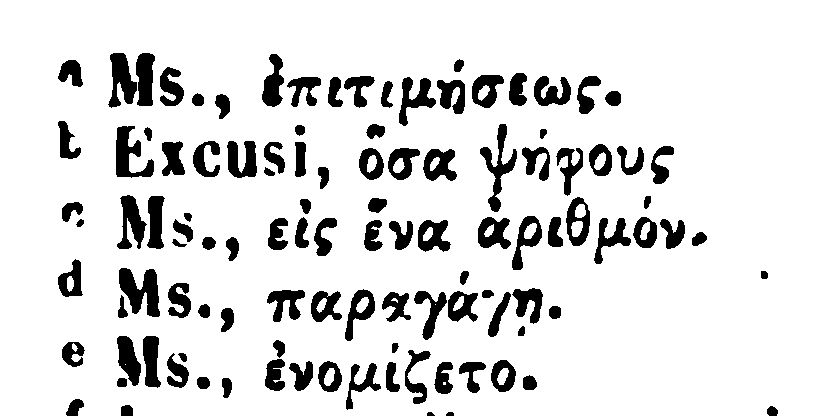 a Ms., ἐπιτιμήσεως.
b Excusi, ὅσα ψήφους
c Ms., εἰς ἕνα ἀριθμόν.
d Ms., παραγάγῃ.
e Ms., ἐνομίζετο.